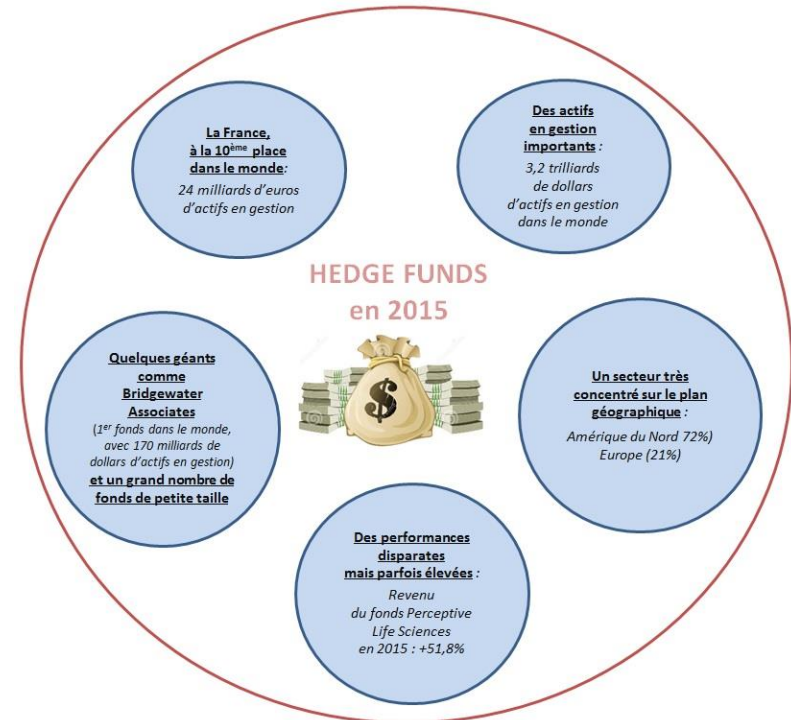 La France,
à la 10ème place
dans le monde:
24 milliards d’euros
d’actifs en gestion
Des actifs
en gestion
importants :
3,2 trilliards
de dollars
d’actifs en gestion
dans le monde
HEDGE FUNDS
en 2015
$
Quelques géants
comme
Bridgewater
Associates
(1er fonds dans le monde,
avec 170 milliards de
dollars d’actifs en gestion)
et un grand nombre de
fonds de petite taille
Un secteur très
concentré sur le plan
géographique :
Amérique du Nord 72%)
Europe (21%)
Des performances
disparates
mais parfois élevées :
Revenu
du fonds Perceptive
Life Sciences
en 2015 : +51,8%